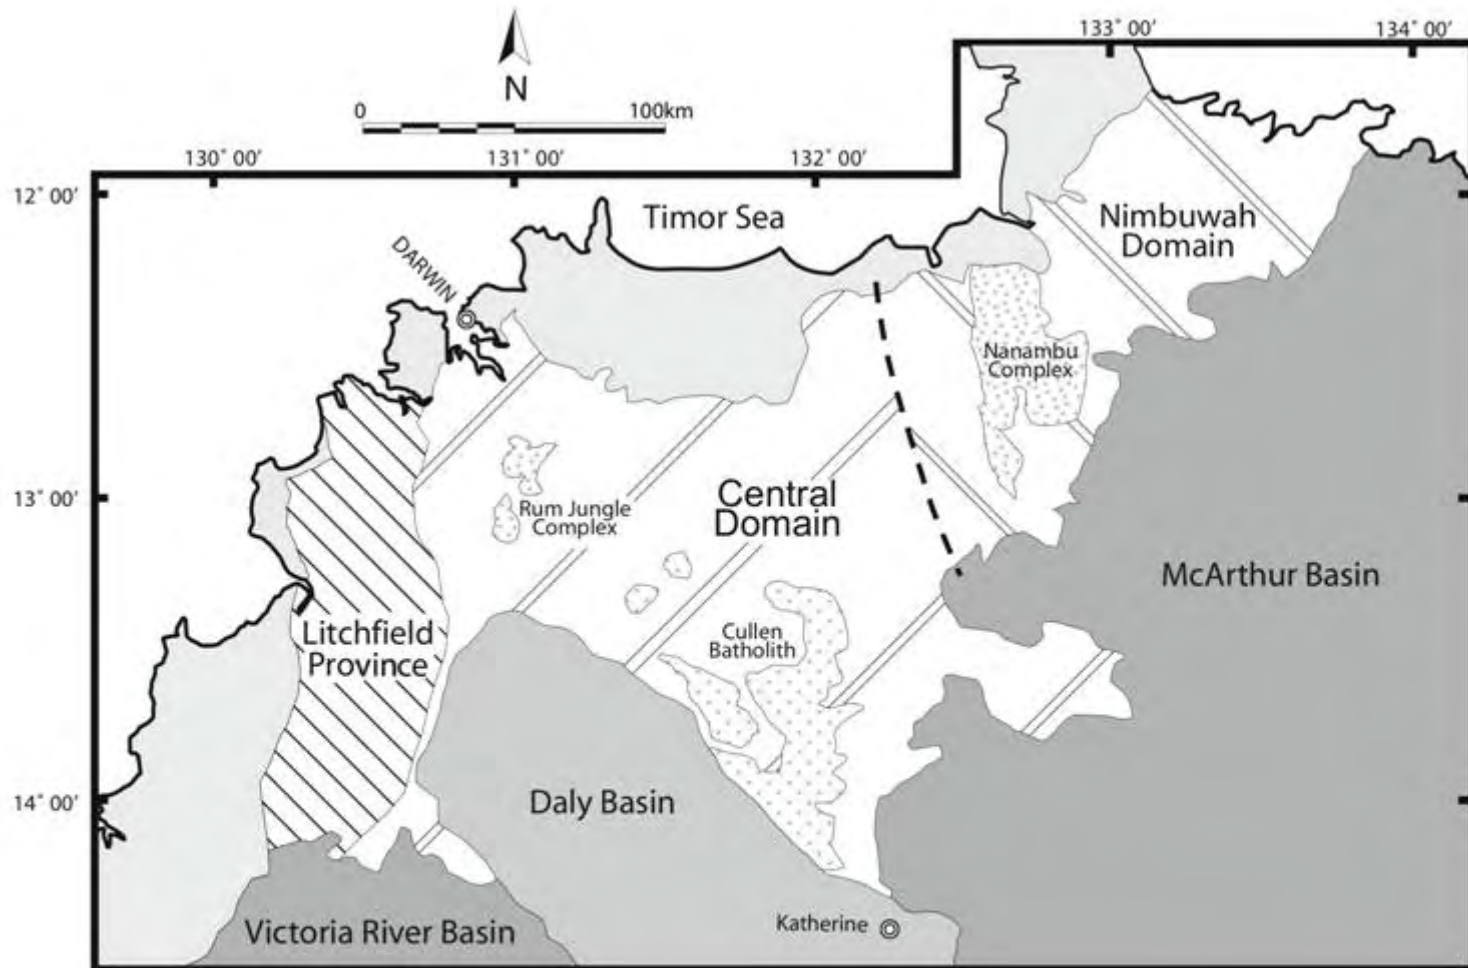 133° 00’
134° 00’
N
0
100km
130° 00’
131° 00’
132° 00’
12° 00’
Timor Sea
Nimbuwah
Domain
DARWIN
Nanambu
Complex
13° 00’
Central
Domain
Rum Jungle
Complex
McArthur Basin
Litchfield
Province
Cullen
Batholith
14° 00’
Daly Basin
Katherine
Victoria River Basin